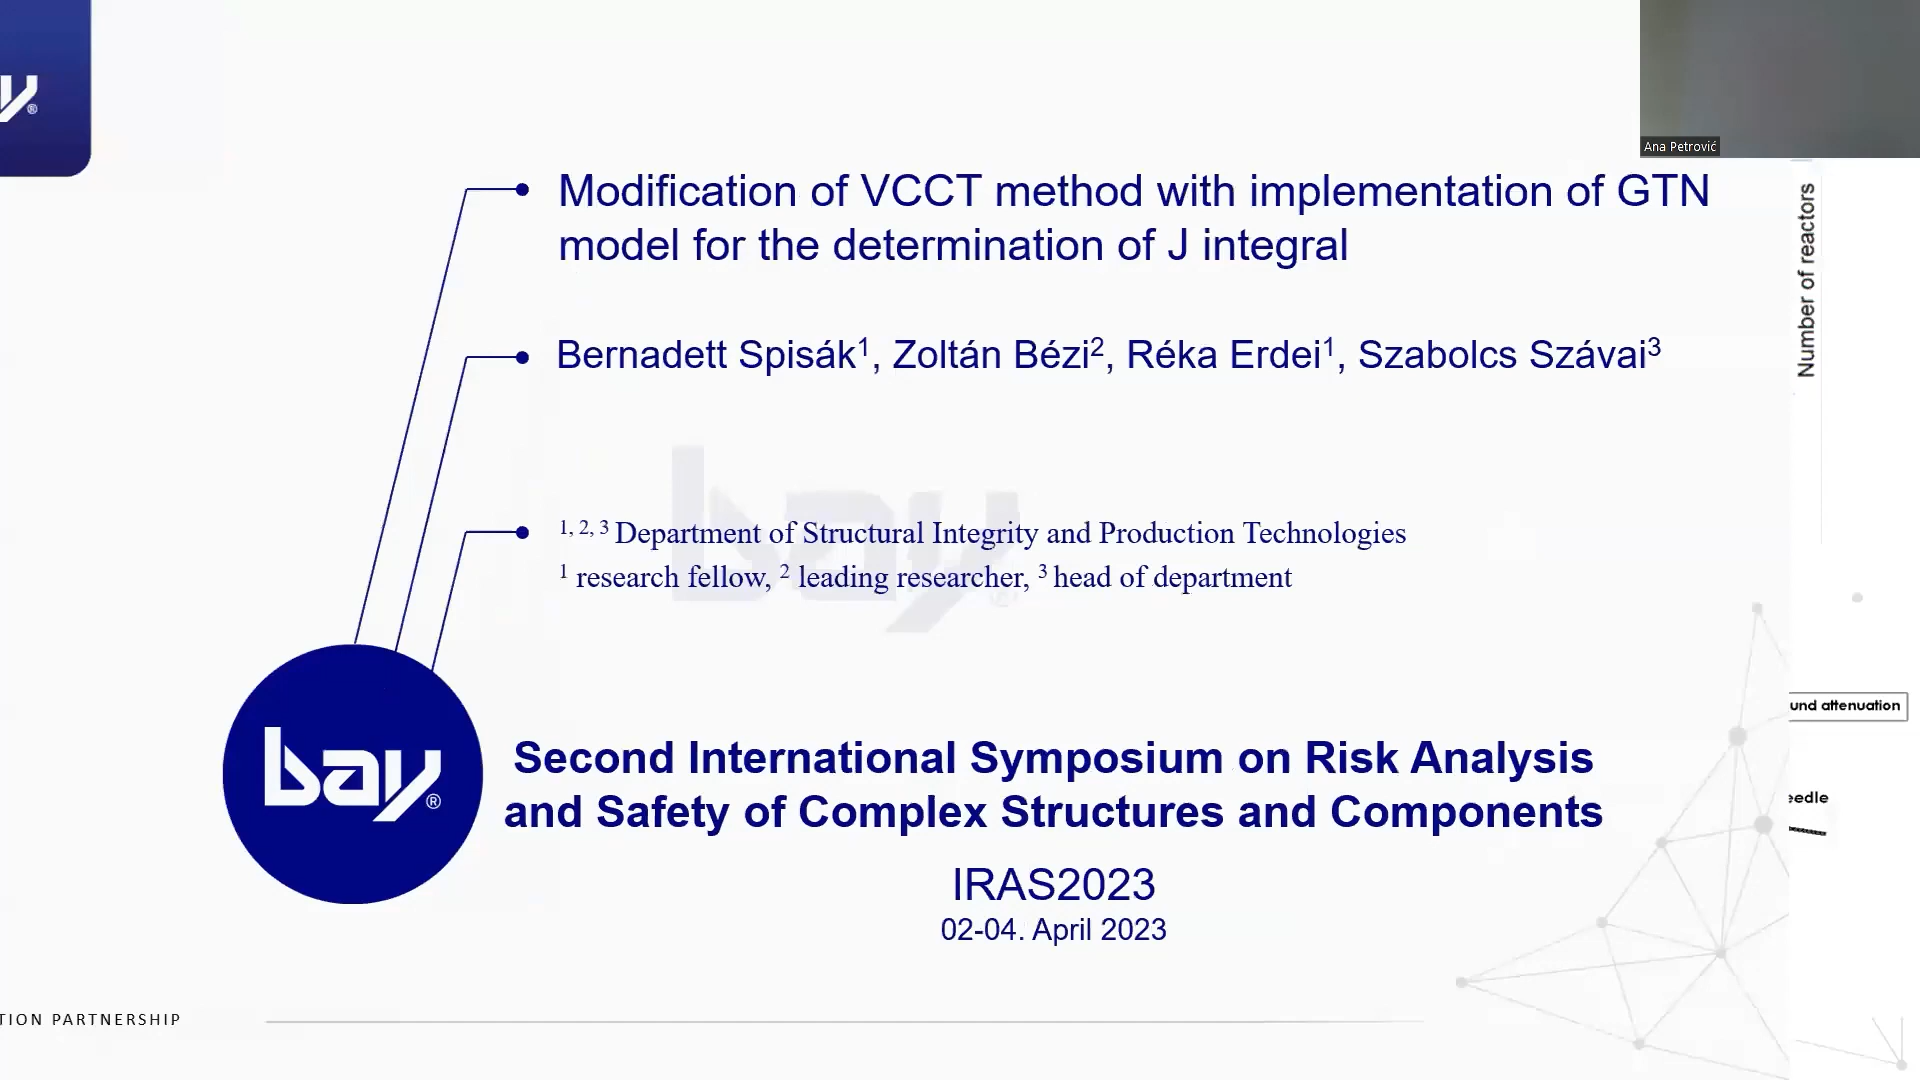 y®
Ana Petrović
Modification of VCCT method with implementation of GTN
model for the determination of J integral
Number of reactors
Bernadett Spisák¹, Zoltán Bézi², Réka Erdei¹, Szabolcs Szávai³
bay®
¹, ², ³ Department of Structural Integrity and Production Technologies
¹ research fellow, ² leading researcher, ³ head of department
und attenuation
bay®
Second International Symposium on Risk Analysis
and Safety of Complex Structures and Components
eedle
IRAS2023
02-04. April 2023
TION PARTNERSHIP